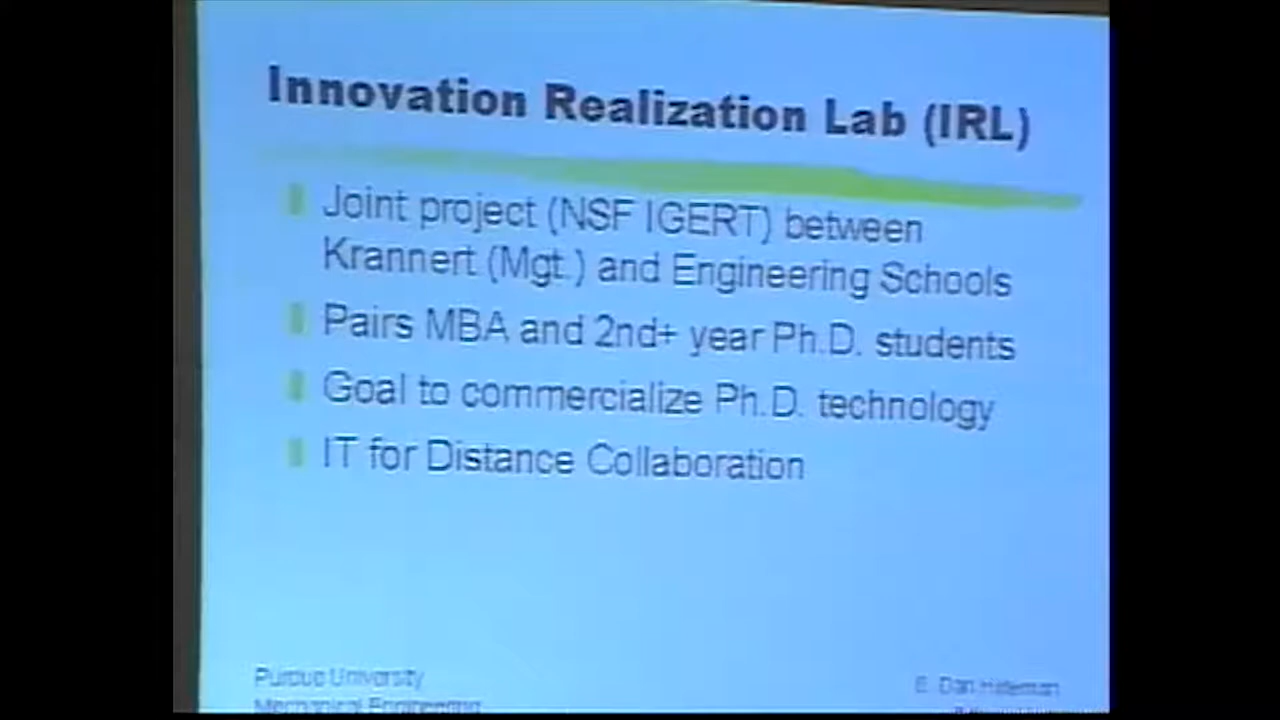 Innovation Realization Lab (IRL)
Joint project (NSF IGERT) between
Krannert (Mgt.) and Engineering Schools
Pairs MBA and 2nd+ year Ph.D. students
Goal to commercialize Ph.D. technology
IT for Distance Collaboration
Purdue University
Mechanical Engineering
E. Dan